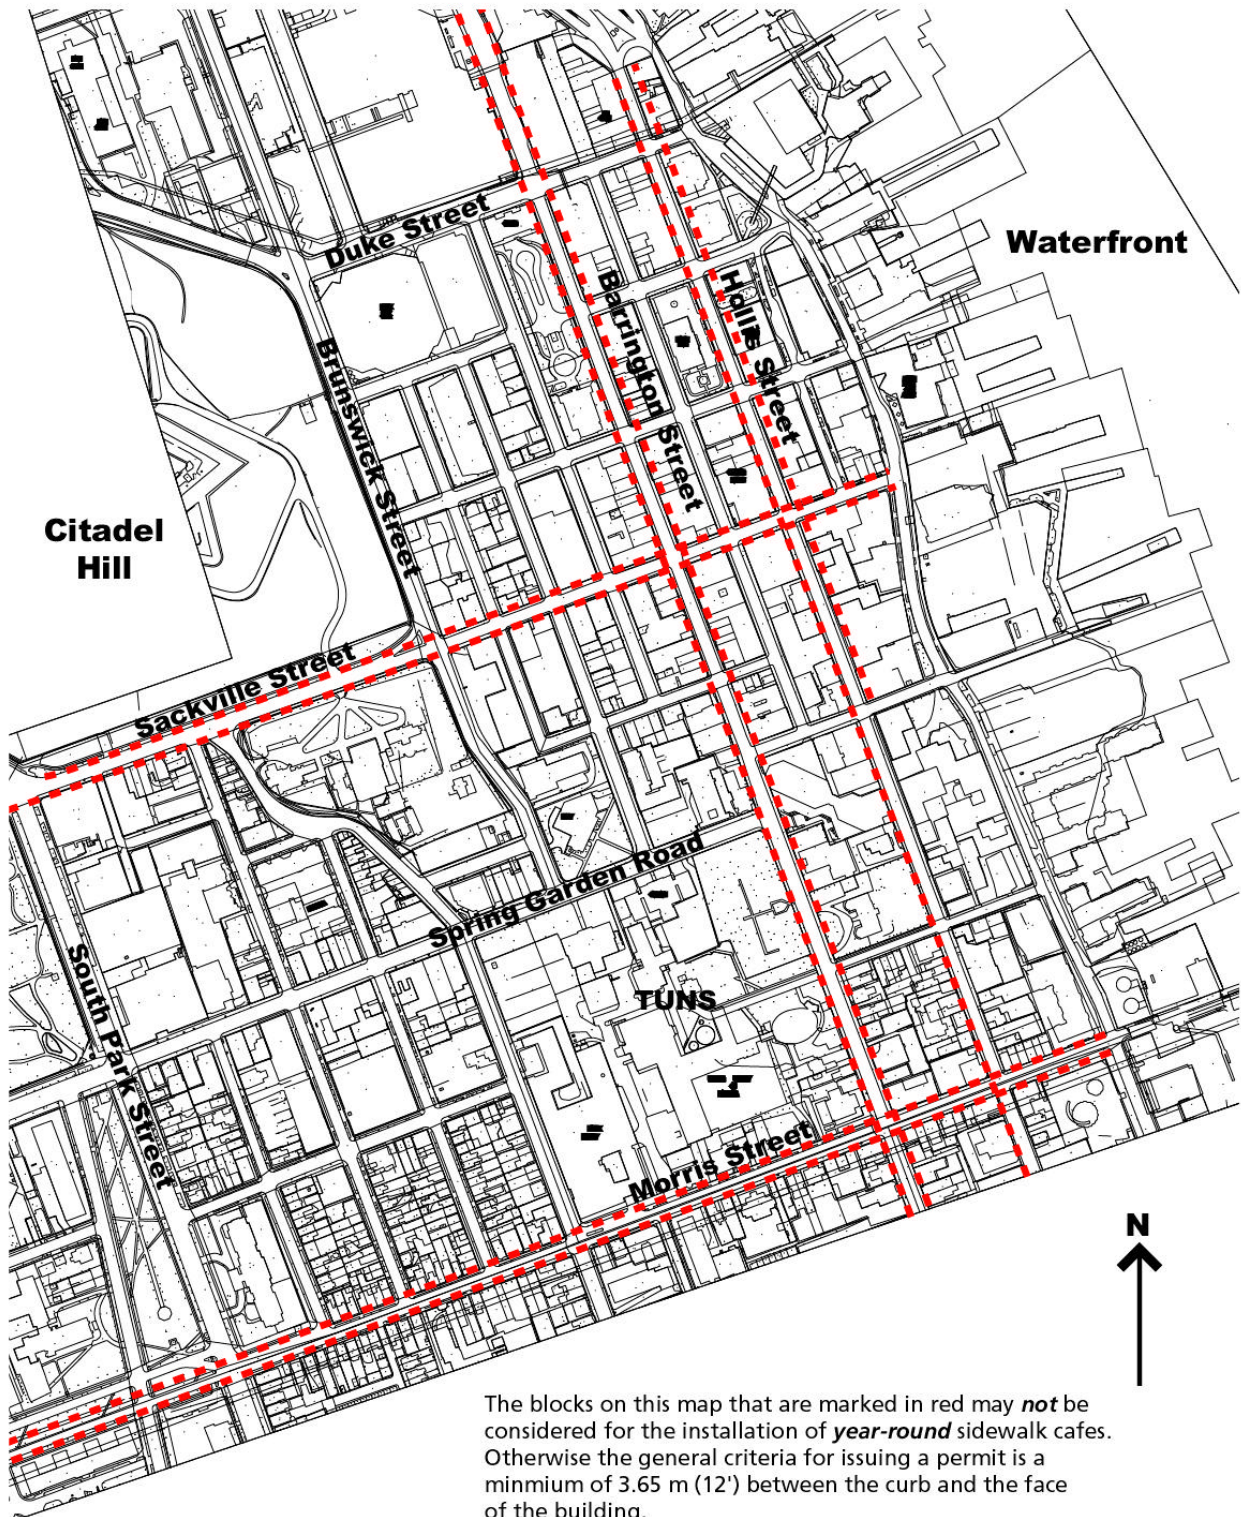 Waterfront
Duke Street
Hollis Street
Barrington Street
Brunswick Street
Citadel
Hill
Sackville Street
Spring Garden Road
South Park Street
TUNS
Morris Street
N
The blocks on this map that are marked in red may not be
considered for the installation of year-round sidewalk cafes.
Otherwise the general criteria for issuing a permit is a
minmium of 3.65 m (12') between the curb and the face
of the building.